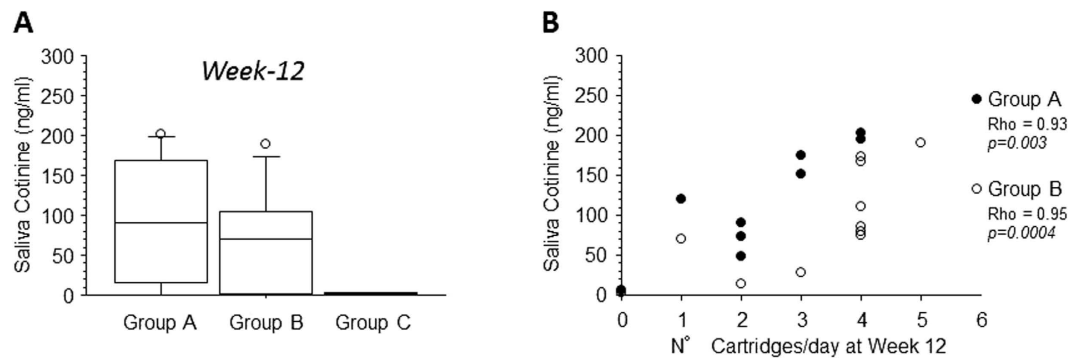 A
Week-12
Saliva Cotinine (ng/ml)
300
250
200
150
100
50
0
Group A Group B Group C
B
Saliva Cotinine (ng/ml)
300
250
200
150
100
50
0
0 1 2 3 4 5 6
N° Cartridges/day at Week 12
Group A
Rho = 0.93
p=0.003
Group B
Rho = 0.95
p=0.0004